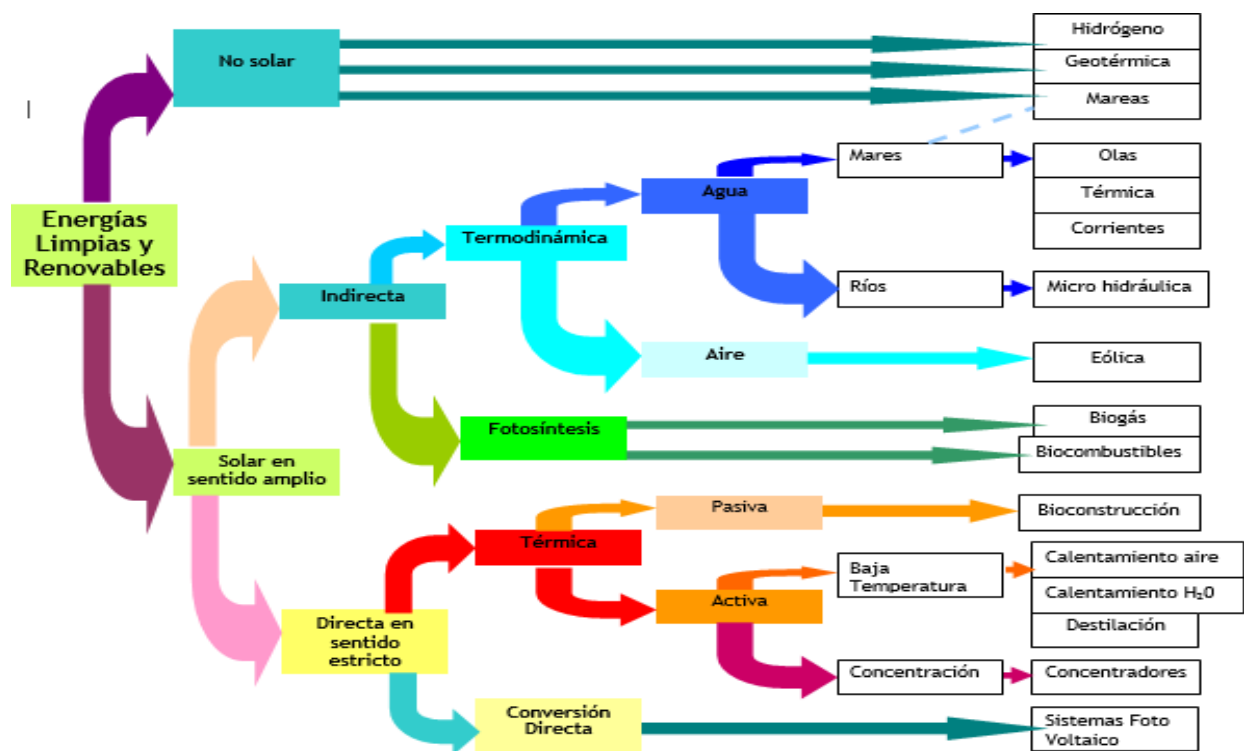 No solar
Hidrógeno
Geotérmica
Mareas
Energías
Limpias y
Renovables
Mares
Olas
Térmica
Corrientes
Agua
Termodinámica
Indirecta
Ríos
Micro hidráulica
Aire
Eólica
Fotosíntesis
Biogás
Biocombustibles
Solar en
sentido amplio
Pasiva
Bioconstrucción
Térmica
Baja
Temperatura
Calentamiento aire
Calentamiento H₂0
Destilación
Activa
Directa en
sentido
estricto
Concentración
Concentradores
Conversión
Directa
Sistemas Foto
Voltaico